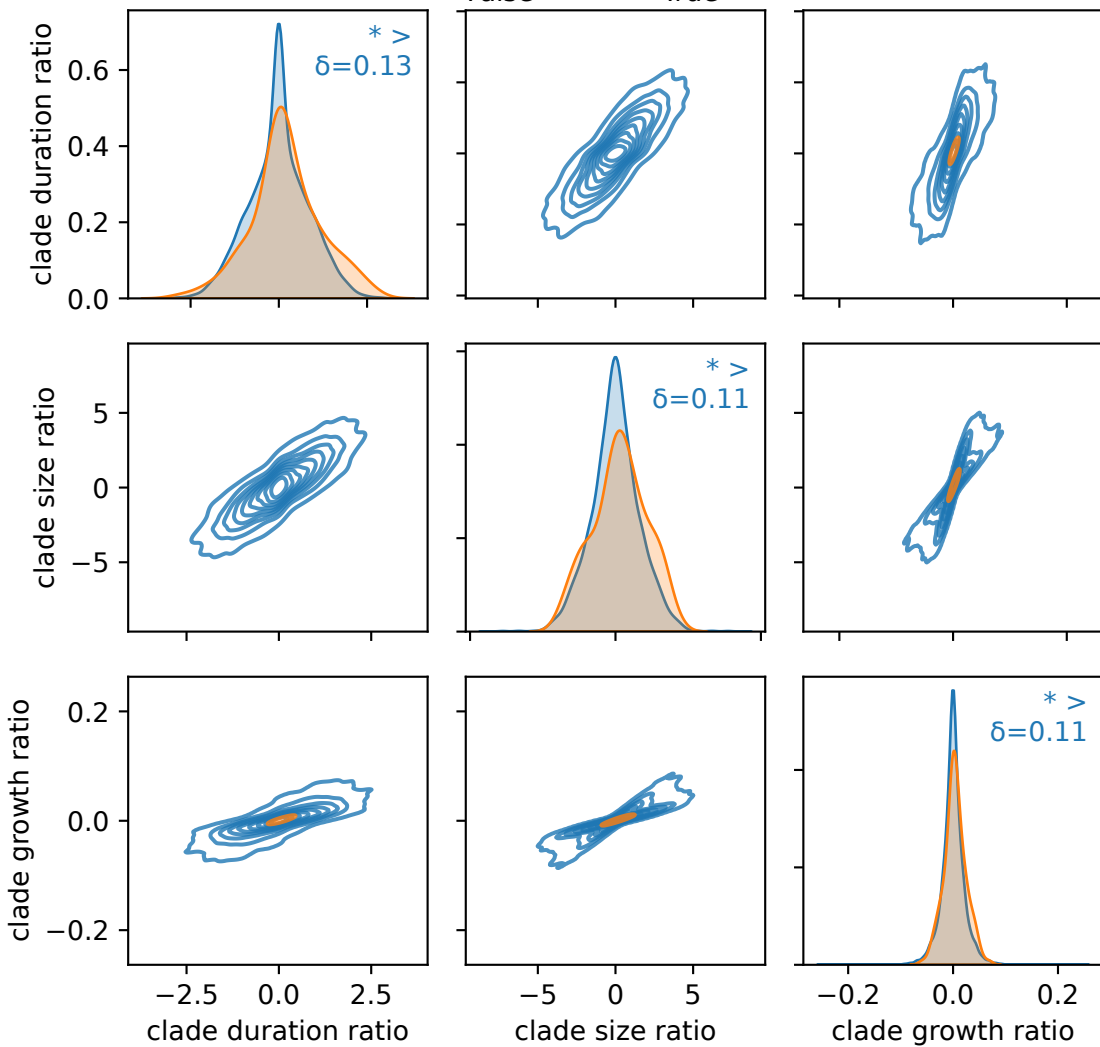 clade duration ratio
0.6
0.4
0.2
0.0
* >
δ=0.13
clade size ratio
5
0
−5
* >
δ=0.11
clade growth ratio
0.2
0.0
−0.2
* >
δ=0.11
−2.5 0.0 2.5
−5 0 5
−0.2 0.0 0.2
clade duration ratio
clade size ratio
clade growth ratio